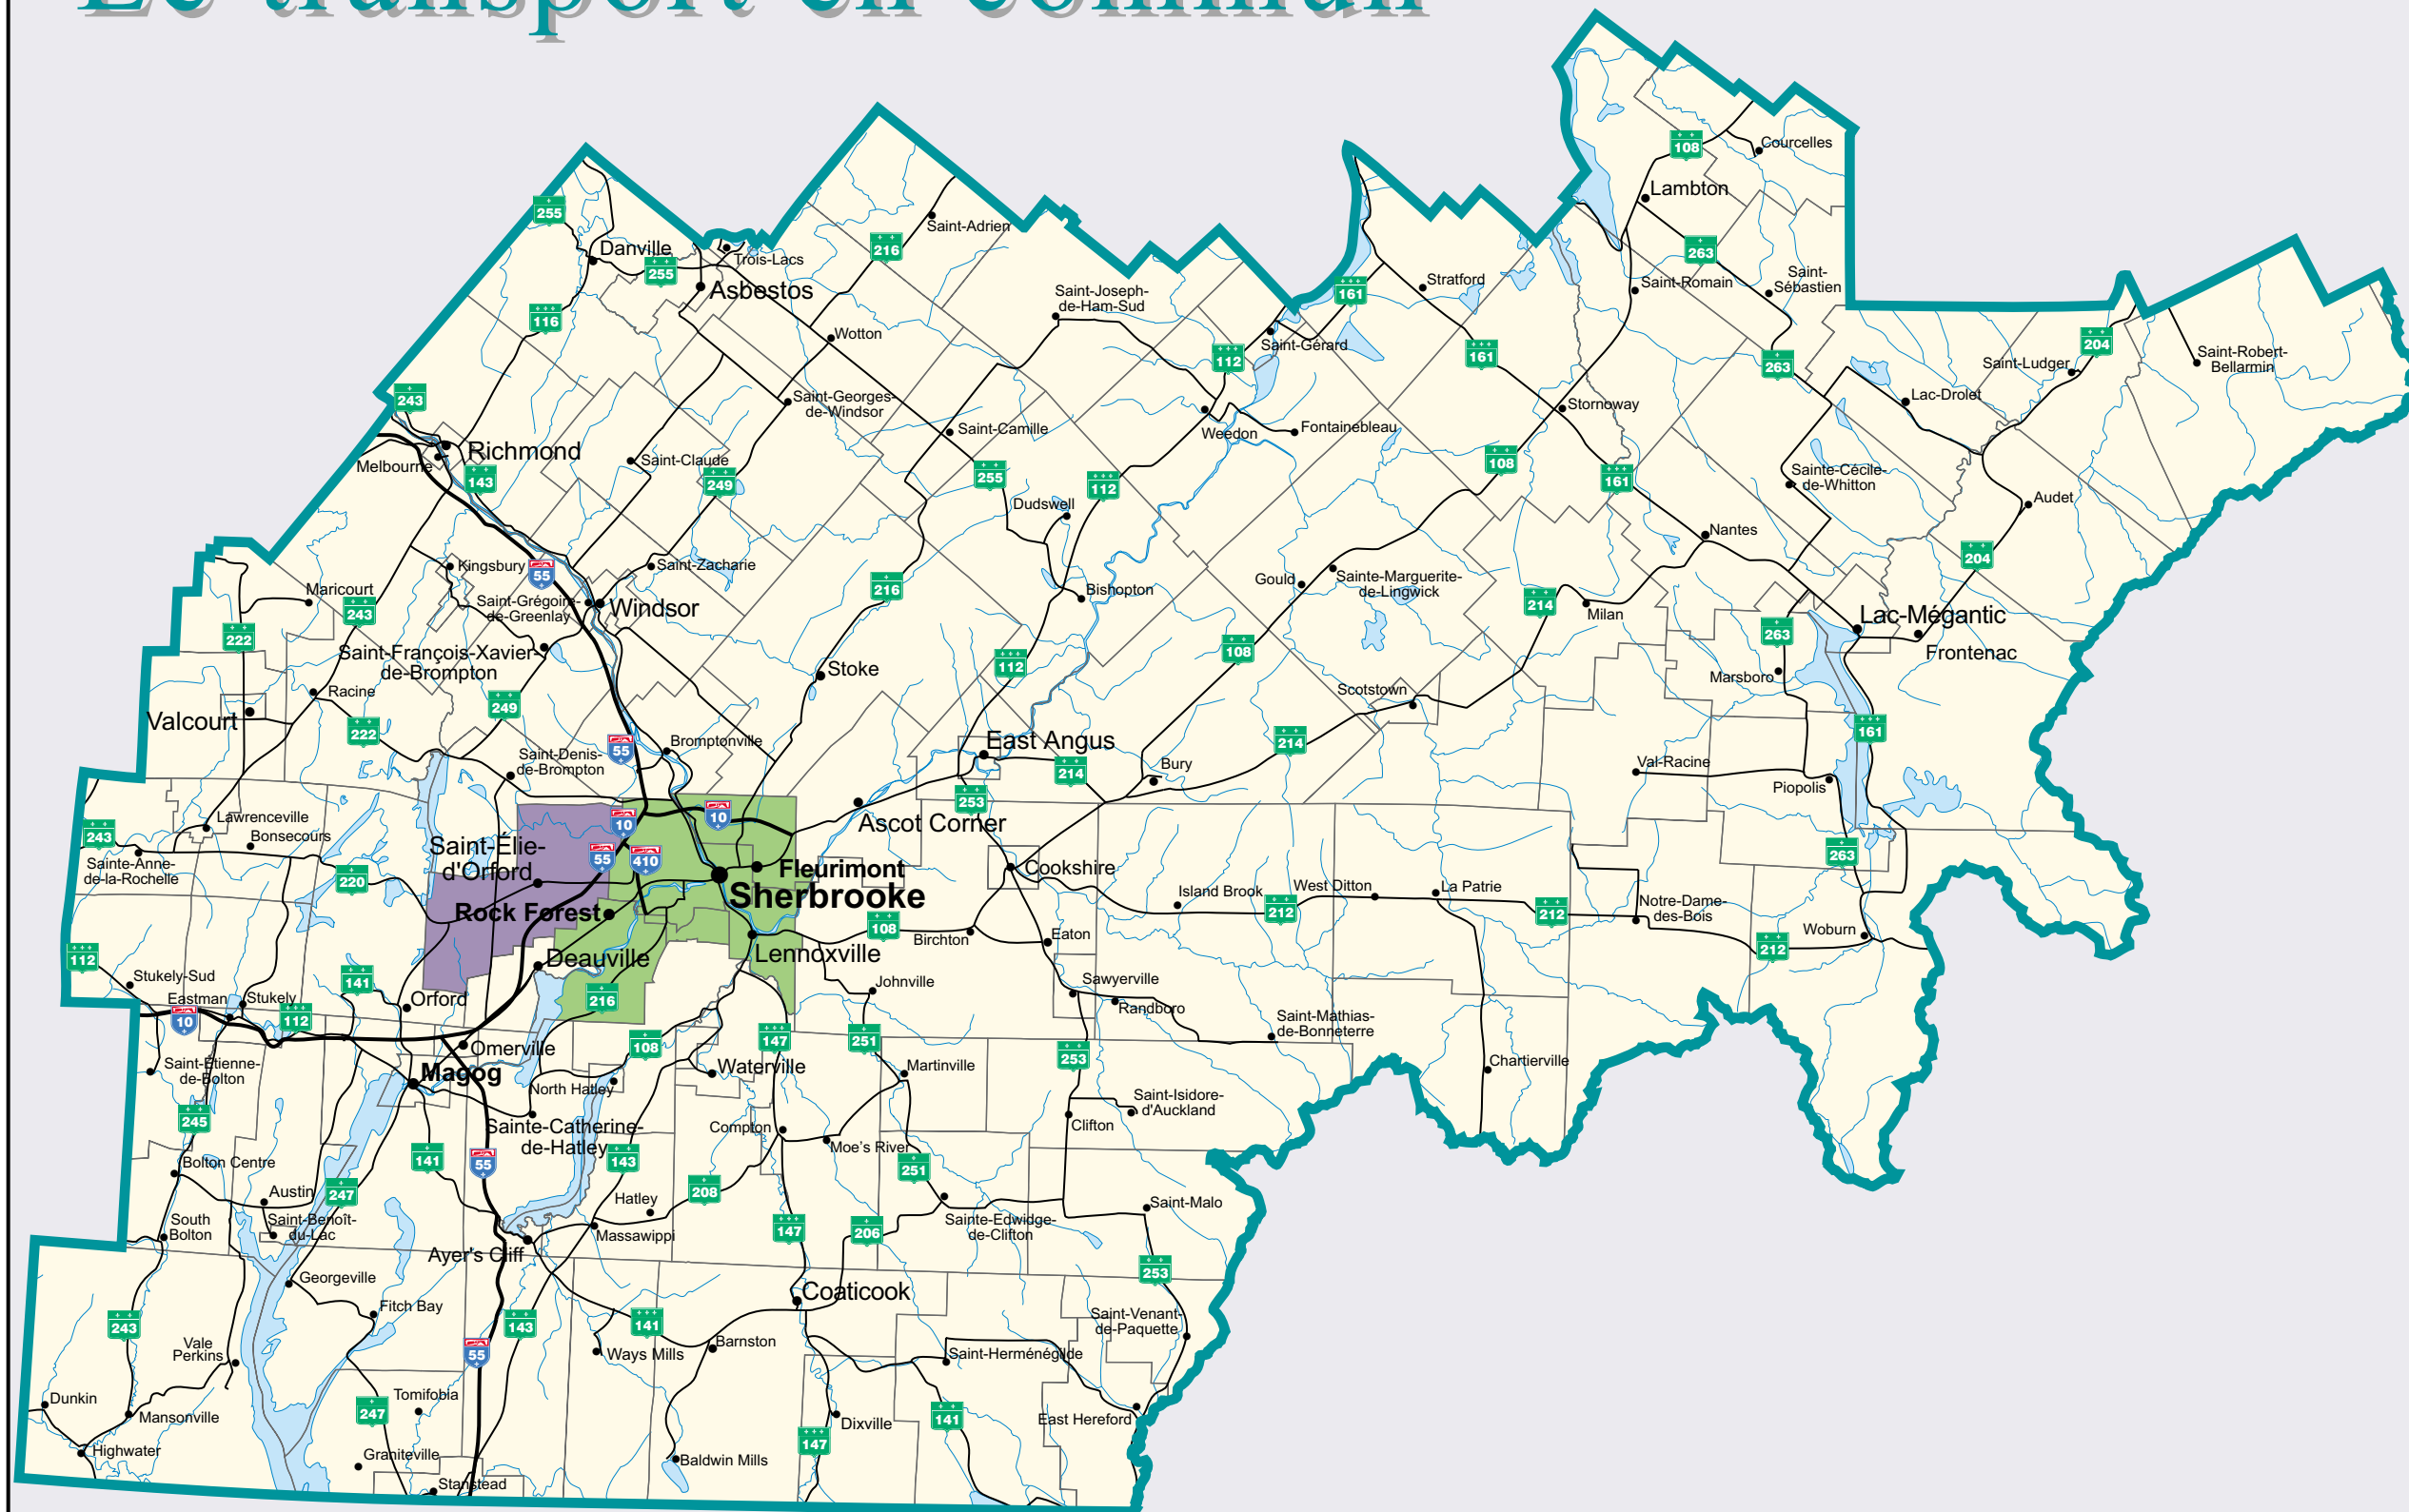 Le transport en commun
108
Courcelles
Lambton
255
Saint-Adrien
216
Danville
255
Trois-Lacs
263
Asbestos
Saint-Joseph-
de-Ham-Sud
161
Stratford
Saint-Romain
Saint-
Sébastien
116
Wotton
112
Saint-Gérard
161
263
204
Saint-Ludger
Saint-Robert-
Bellarmin
243
Saint-Georges-
de-Windsor
Lac-Drolet
Stornoway
Saint-Camille
Weedon
Fontainebleau
Richmond
Melbourne
143
Saint-Claude
249
255
112
108
161
Sainte-Cécile-
de-Whitton
Dudswell
Audet
Nantes
204
Kingsbury
55
Saint-Zacharie
216
Bishopton
Gould
Sainte-Marguerite-
de-Lingwick
214
Milan
Maricourt
243
Saint-Grégoire-
de-Greenlay
Windsor
222
Lac-Mégantic
263
Frontenac
Saint-François-Xavier-
de-Brompton
Stoke
112
108
Marsboro
Racine
249
Scotstown
Valcourt
222
55
Bromptonville
East Angus
214
161
Saint-Denis-
de-Brompton
214
Bury
Val-Racine
Piopolis
253
Ascot Corner
10
10
Lawrenceville
Bonsecours
243
Sainte-Anne-
de-la-Rochelle
220
Saint-Élie-
d'Orford
55
410
Fleurimont
Sherbrooke
Cookshire
263
Island Brook
West Ditton
La Patrie
212
212
Notre-Dame-
des-Bois
Rock Forest
108
Birchton
Eaton
212
Woburn
112
Deauville
Lennoxville
Stukely-Sud
141
Johnville
Sawyerville
Eastman
Stukely
Orford
216
Randboro
10
112
Saint-Mathias-
de-Bonneterre
Omerville
108
147
251
253
Saint-Étienne-
de-Bolton
Magog
North Hatley
Waterville
Martinville
Chartierville
245
Sainte-Catherine-
de-Hatley
Compton
Saint-Isidore-
d'Auckland
Clifton
Moe's River
Bolton Centre
141
55
143
251
Austin
247
208
Hatley
Saint-Malo
South
Bolton
Saint-Benoît-
du-Lac
Massawippi
147
206
Sainte-Edwidge-
de-Clifton
Ayer's Cliff
253
Georgeville
Coaticook
Fitch Bay
243
143
141
Saint-Venant-
de-Paquette
Vale
Perkins
55
Ways Mills
Barnston
Saint-Herménégilde
Dunkin
Tomifobia
Mansonville
247
Dixville
141
East Hereford
Highwater
Graniteville
147
Baldwin Mills
Stanstead